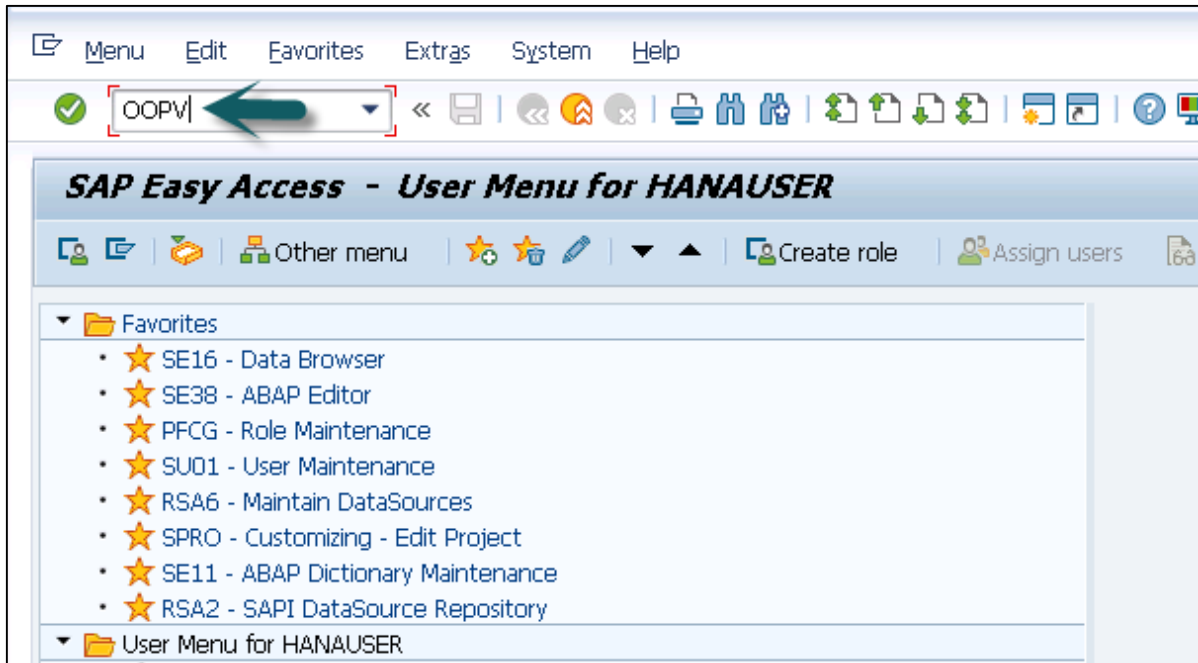 Menu Edit Favorites Extras System Help
OOPV
SAP Easy Access - User Menu for HANAUSER
Other menu Create role Assign users
Favorites
SE16 - Data Browser
SE38 - ABAP Editor
PFCG - Role Maintenance
SU01 - User Maintenance
RSA6 - Maintain DataSources
SPRO - Customizing - Edit Project
SE11 - ABAP Dictionary Maintenance
RSA2 - SAPI DataSource Repository
User Menu for HANAUSER